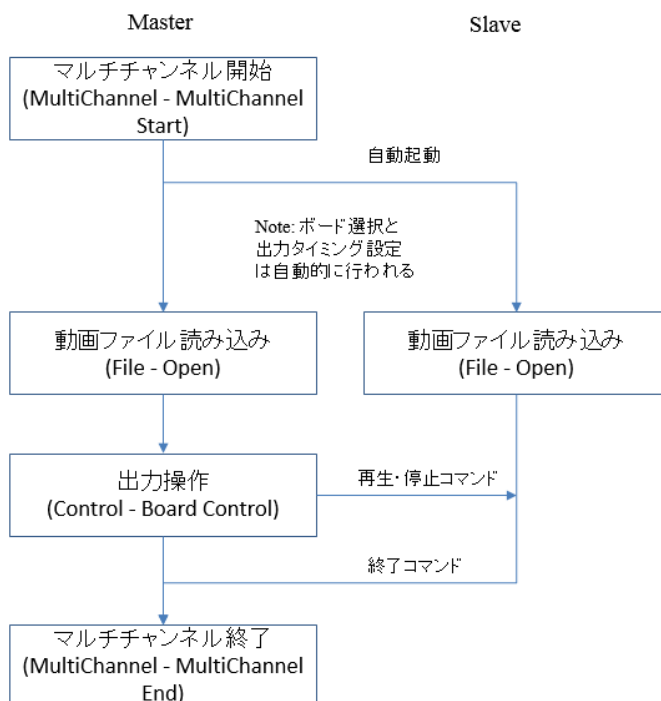 Master
Slave
マルチチャンネル開始
(MultiChannel - MultiChannel
Start)
自動起動
Note: ボード選択と
出力タイミング設定
は自動的に行われる
動画ファイル読み込み
(File - Open)
動画ファイル読み込み
(File - Open)
出力操作
(Control - Board Control)
再生・停止コマンド
終了コマンド
マルチチャンネル終了
(MultiChannel - MultiChannel
End)